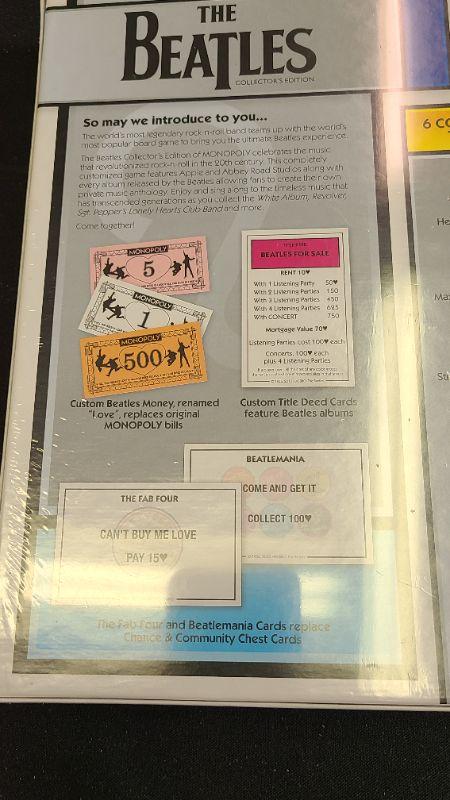 THE
BEATLES
COLLECTOR'S EDITION
So may we introduce to you...
The world's most legendary rock-n-roll band teams up with the world's
most popular board game to bring you the ultimate Beatles experience.
The Beatles Collector's Edition of MONOPOLY celebrates the music
that revolutionized rock-n-roll in the 20th century. This completely
customized game features Apple and Abbey Road Studios along with
every album released by the Beatles allowing fans to create their own
private music anthology. Enjoy and sing along to the timeless music that
has transcended generations as you collect the White Album, Revolver,
Sgt. Pepper's Lonely Hearts Club Band and more.
Come together!
MONOPOLY
5
MONOPOLY
1
MONOPOLY
500
Custom Beatles Money, renamed
"Love", replaces original
MONOPOLY bills
TITLE DEED
BEATLES FOR SALE
RENT 10♥
With 1 Listening Party 50♥
With 2 Listening Parties 150
With 3 Listening Parties 450
With 4 Listening Parties 625
With CONCERT 750
Mortgage Value 70♥
Listening Parties cost 100♥ each
Concerts, 100♥ each
plus 4 Listening Parties
Custom Title Deed Cards
feature Beatles albums
BEATLEMANIA
COME AND GET IT
COLLECT 100♥
THE FAB FOUR
CAN'T BUY ME LOVE
PAY 15♥
The Fab Four and Beatlemania Cards replace
Chance & Community Chest Cards
6 CO
He
Ma
St